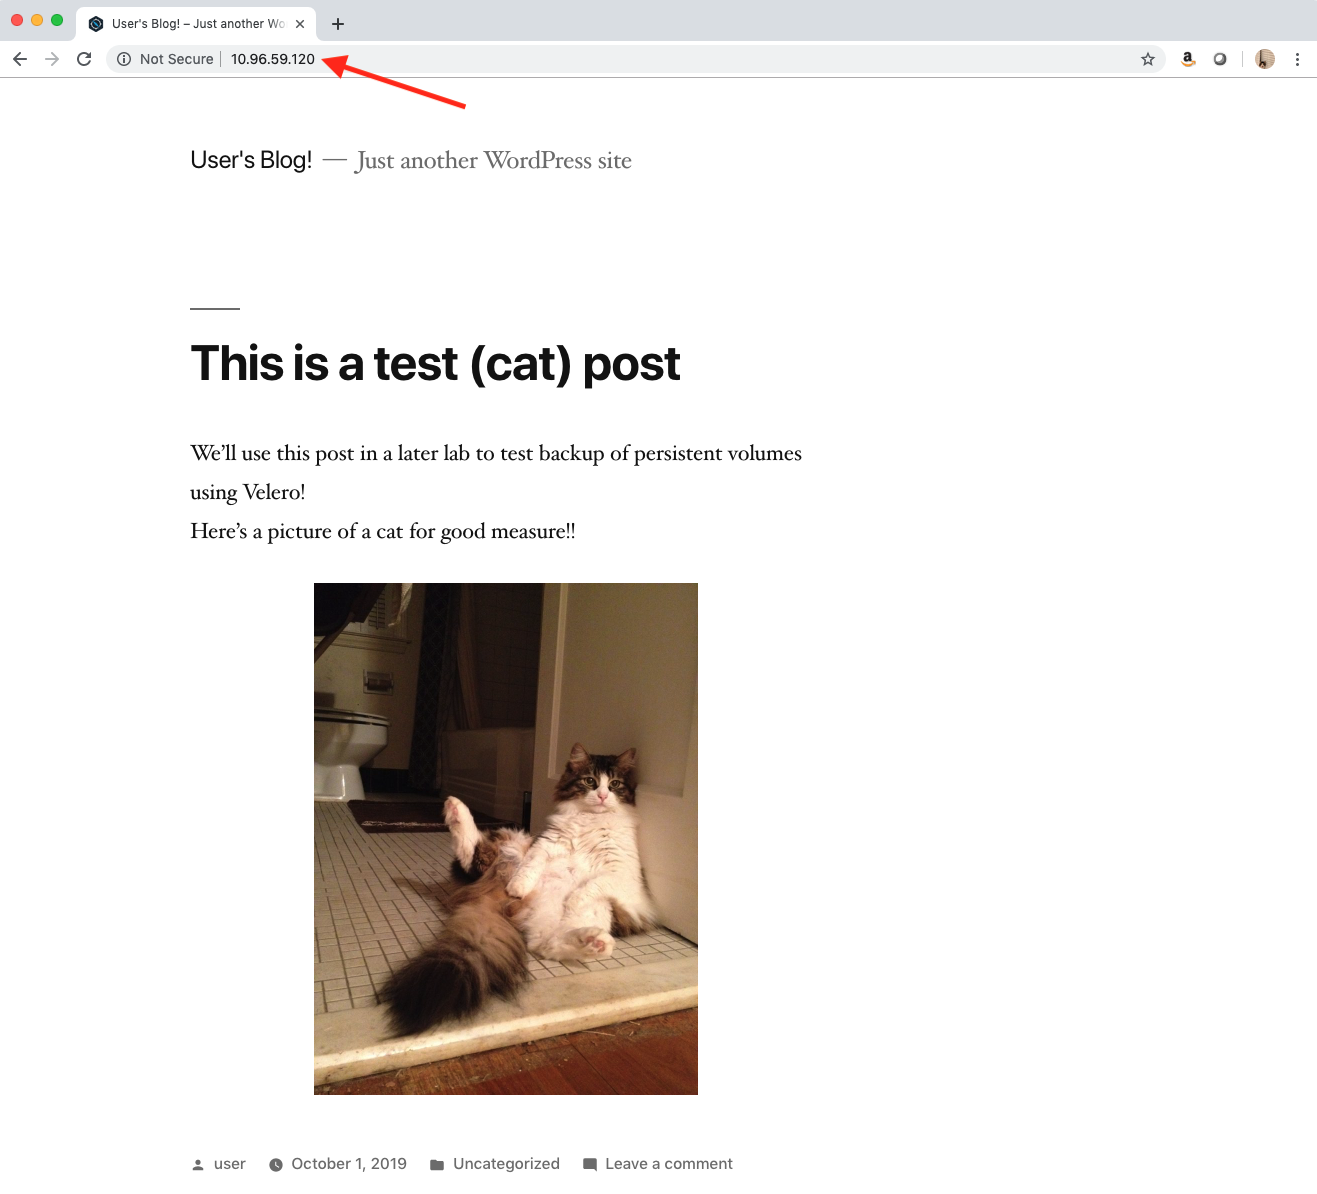 User's Blog! – Just another Wo
Not Secure
10.96.59.120
User's Blog! — Just another WordPress site
This is a test (cat) post
We’ll use this post in a later lab to test backup of persistent volumes
using Velero!
Here’s a picture of a cat for good measure!!
user October 1, 2019 Uncategorized Leave a comment